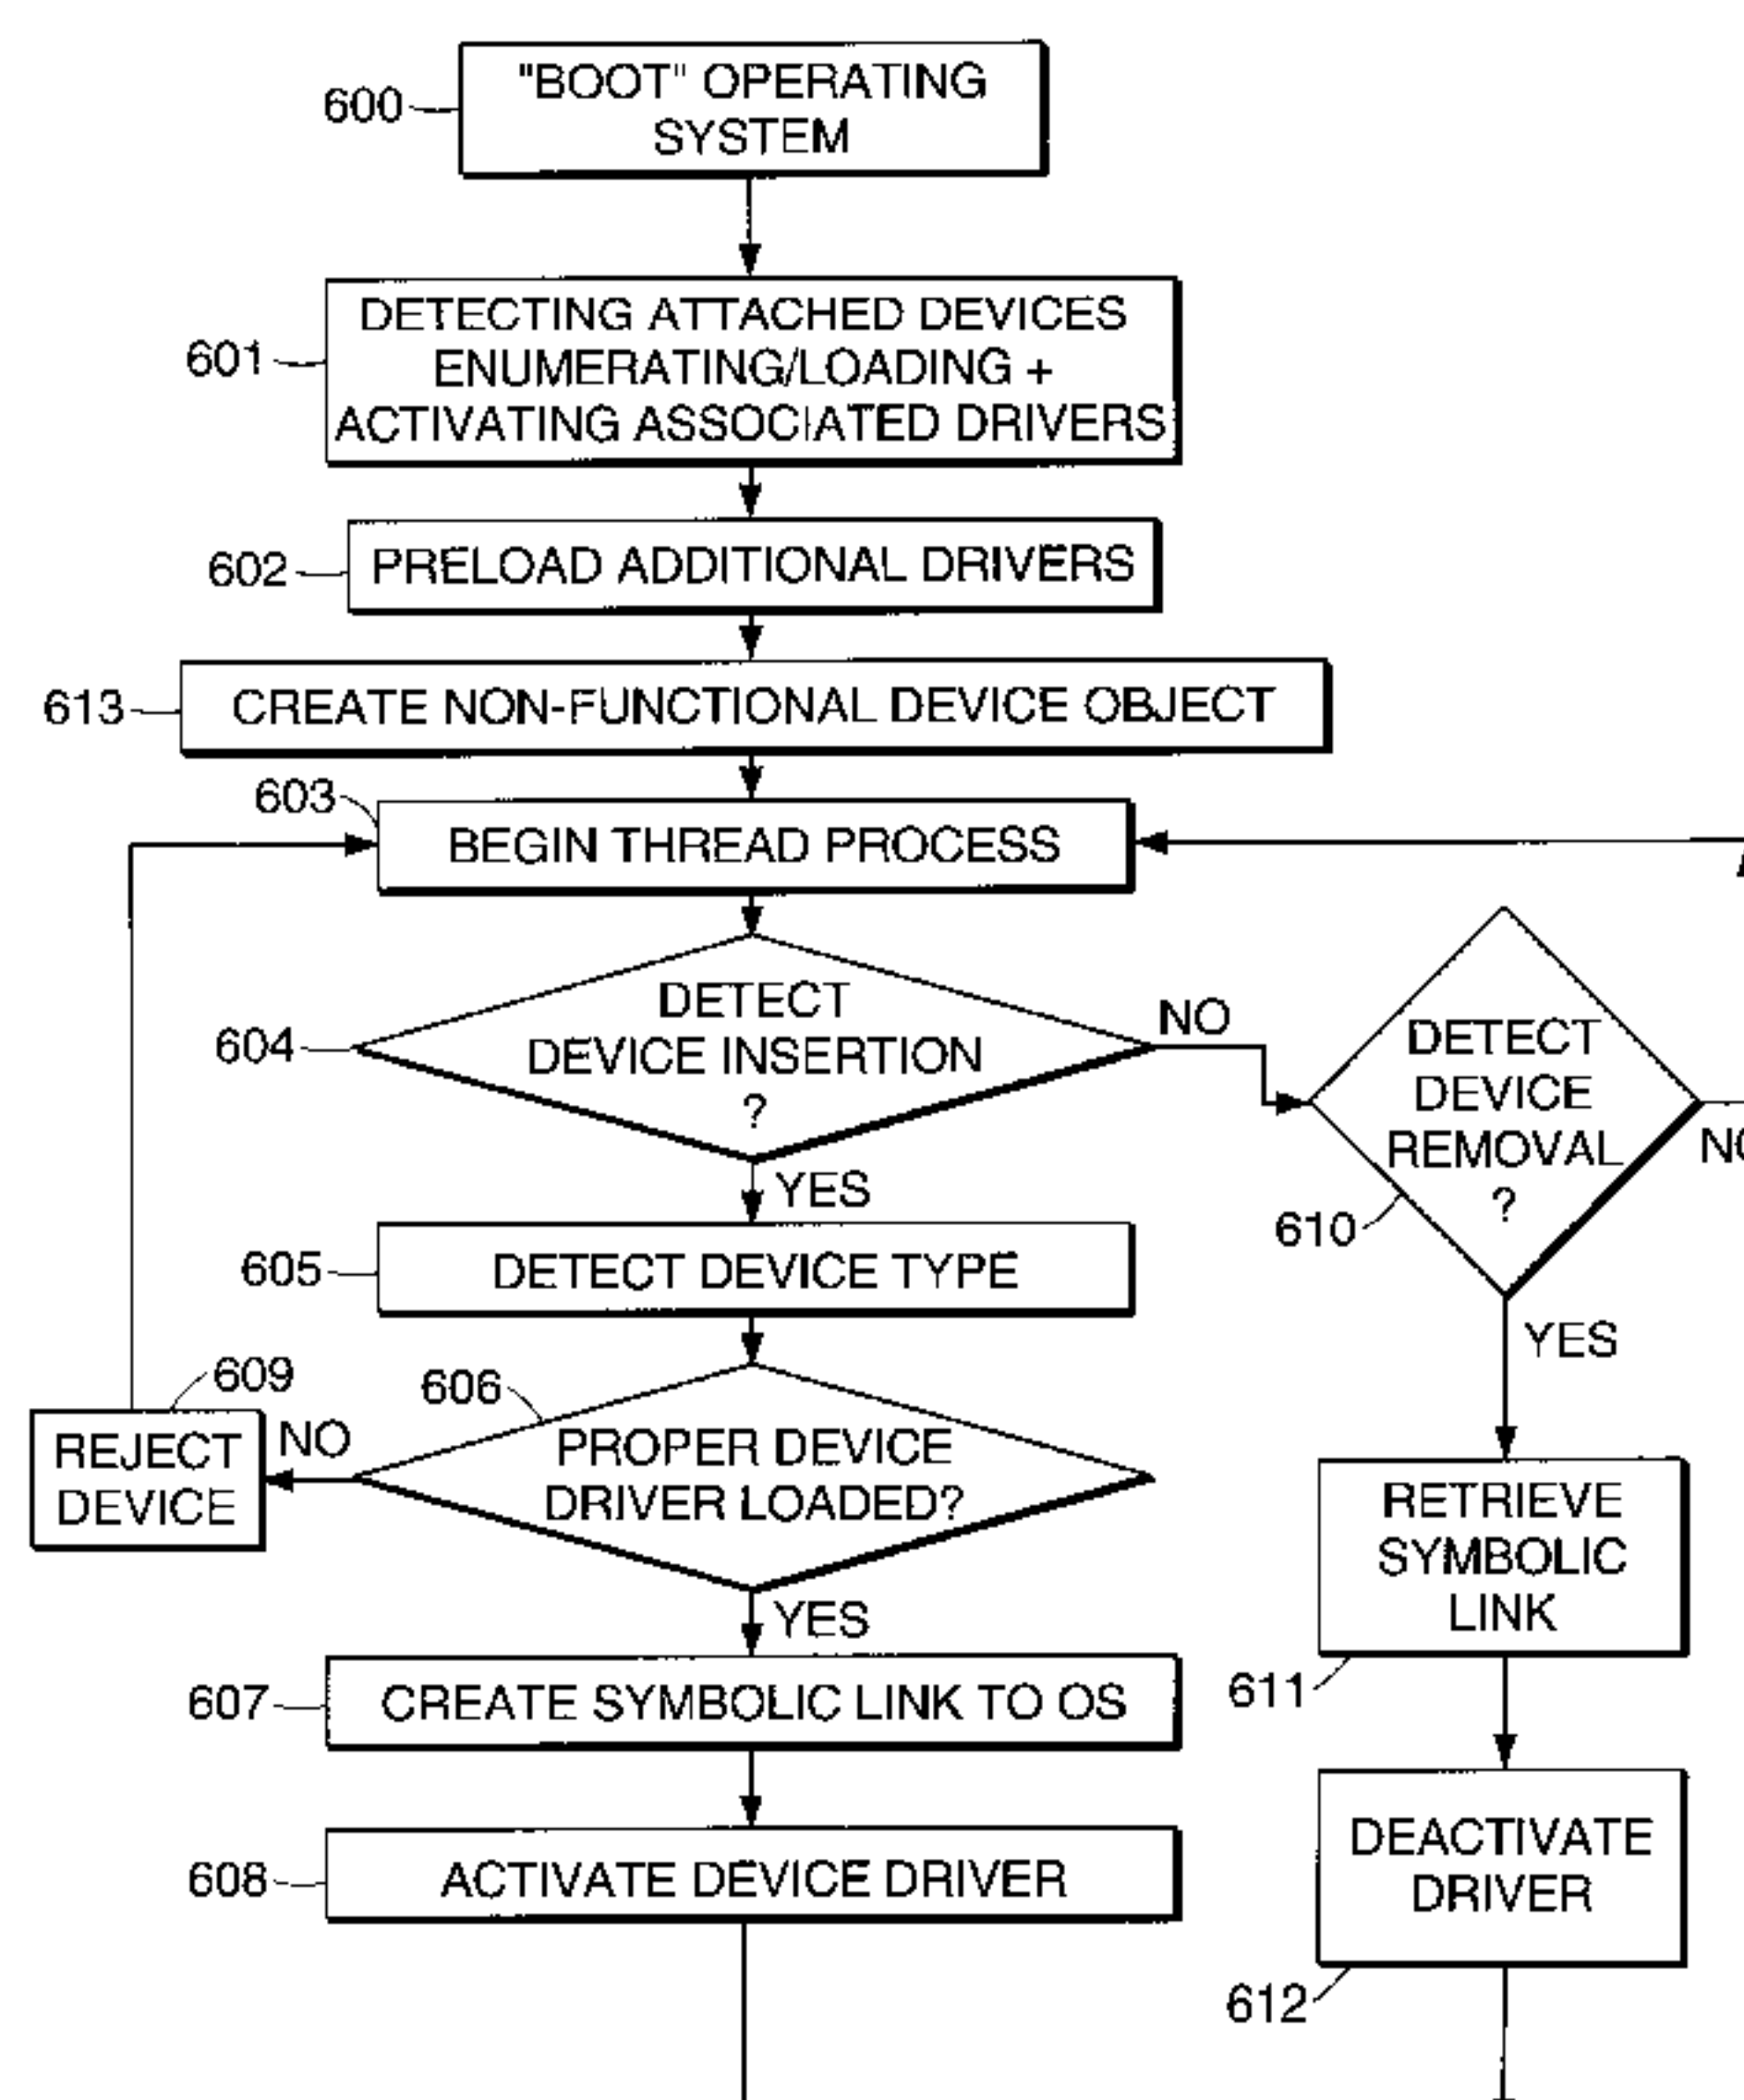 "BOOT" OPERATING
SYSTEM
600
DETECTING ATTACHED DEVICES
ENUMERATING/LOADING +
ACTIVATING ASSOCIATED DRIVERS
601
PRELOAD ADDITIONAL DRIVERS
602
CREATE NON-FUNCTIONAL DEVICE OBJECT
613
603
BEGIN THREAD PROCESS
DETECT
DEVICE INSERTION
?
604
NO
DETECT
DEVICE
REMOVAL
?
610
YES
605
DETECT DEVICE TYPE
YES
609
606
REJECT
DEVICE
NO
PROPER DEVICE
DRIVER LOADED?
RETRIEVE
SYMBOLIC
LINK
611
YES
607
CREATE SYMBOLIC LINK TO OS
608
ACTIVATE DEVICE DRIVER
DEACTIVATE
DRIVER
612